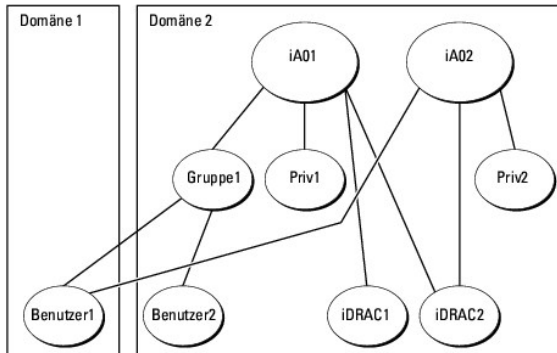 Domäne 1
Domäne 2
iA01
iA02
Gruppe1
Priv1
Priv2
Benutzer1
Benutzer2
iDRAC1
iDRAC2